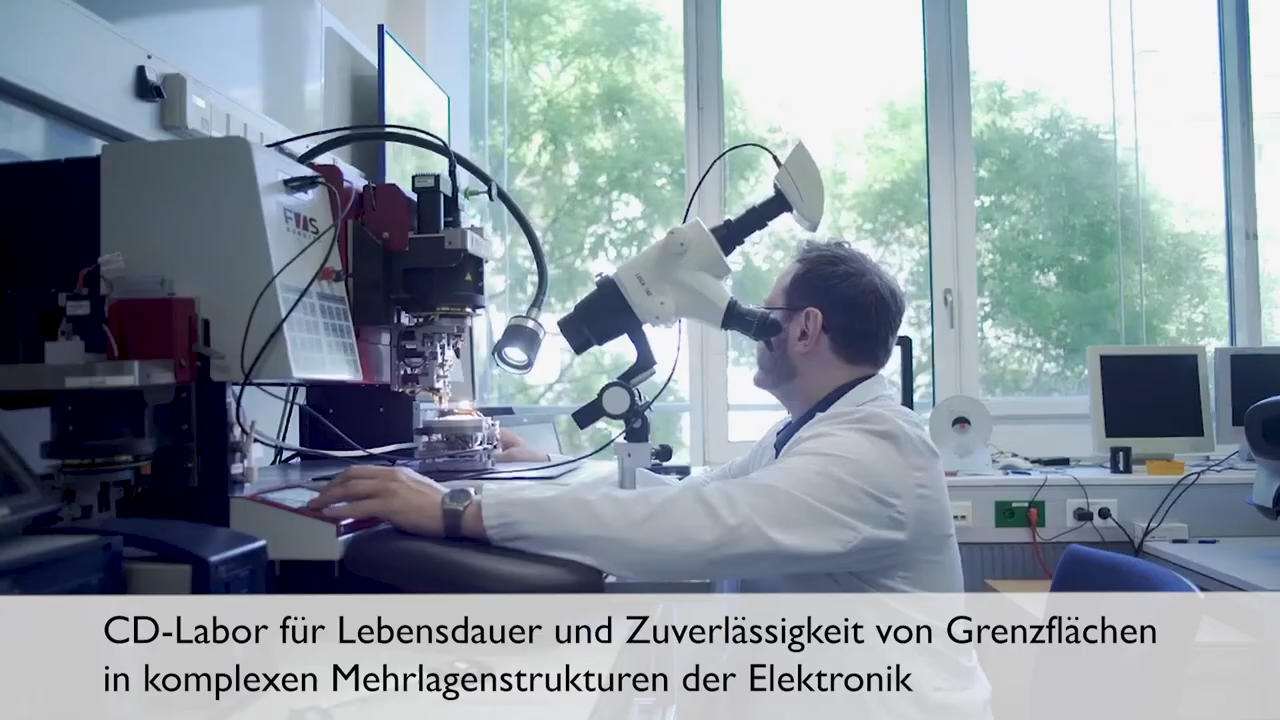 CD-Labor für Lebensdauer und Zuverlässigkeit von Grenzflächen
in komplexen Mehrlagenstrukturen der Elektronik